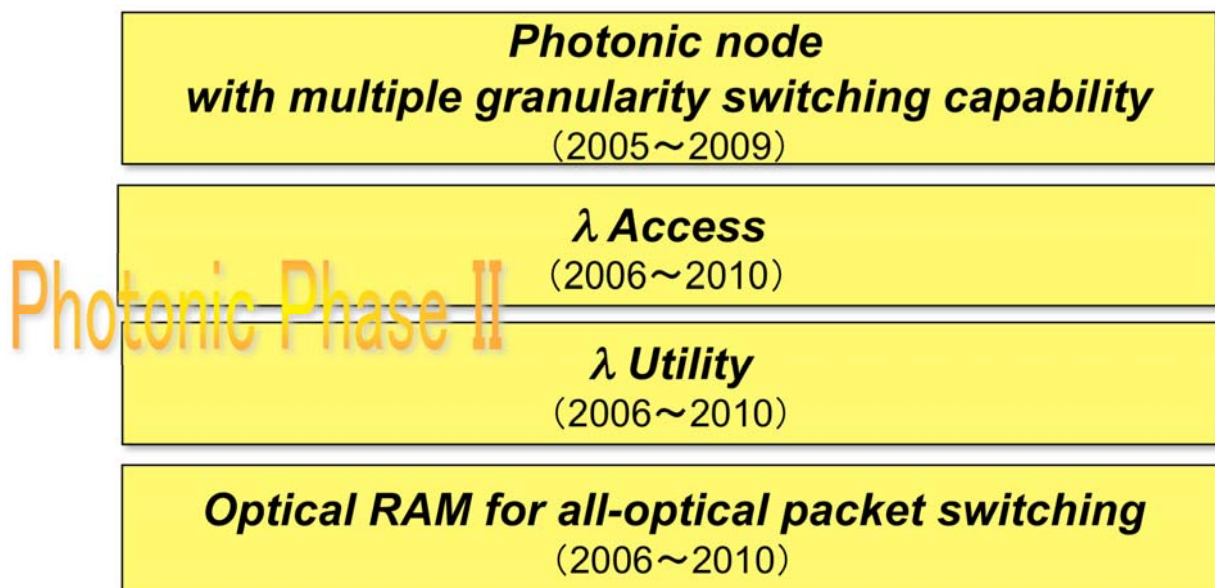 Photonic node
with multiple granularity switching capability
（2005～2009）
λ Access
（2006～2010）
Photonic Phase Ⅱ
λ Utility
（2006～2010）
Optical RAM for all-optical packet switching
（2006～2010）